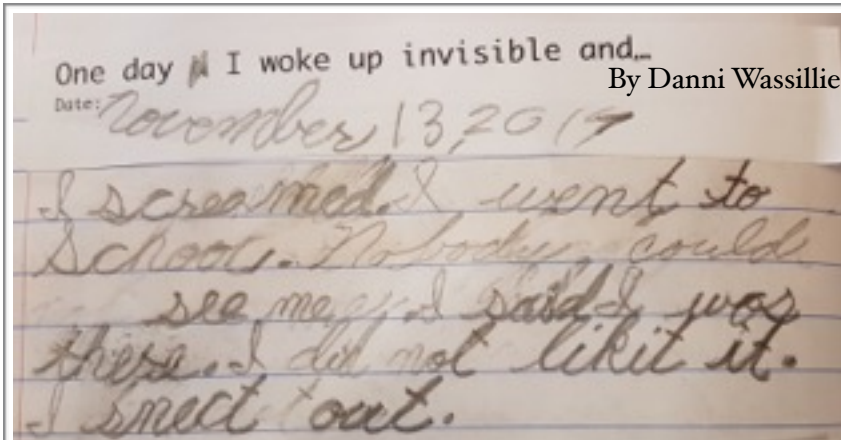 One day I woke up invisible and...
By Danni Wassillie
Date: November 13, 2019
I screamed. I went to
School. Nobody could
see me. I said I was
there. I did not likit it.
I snect out.